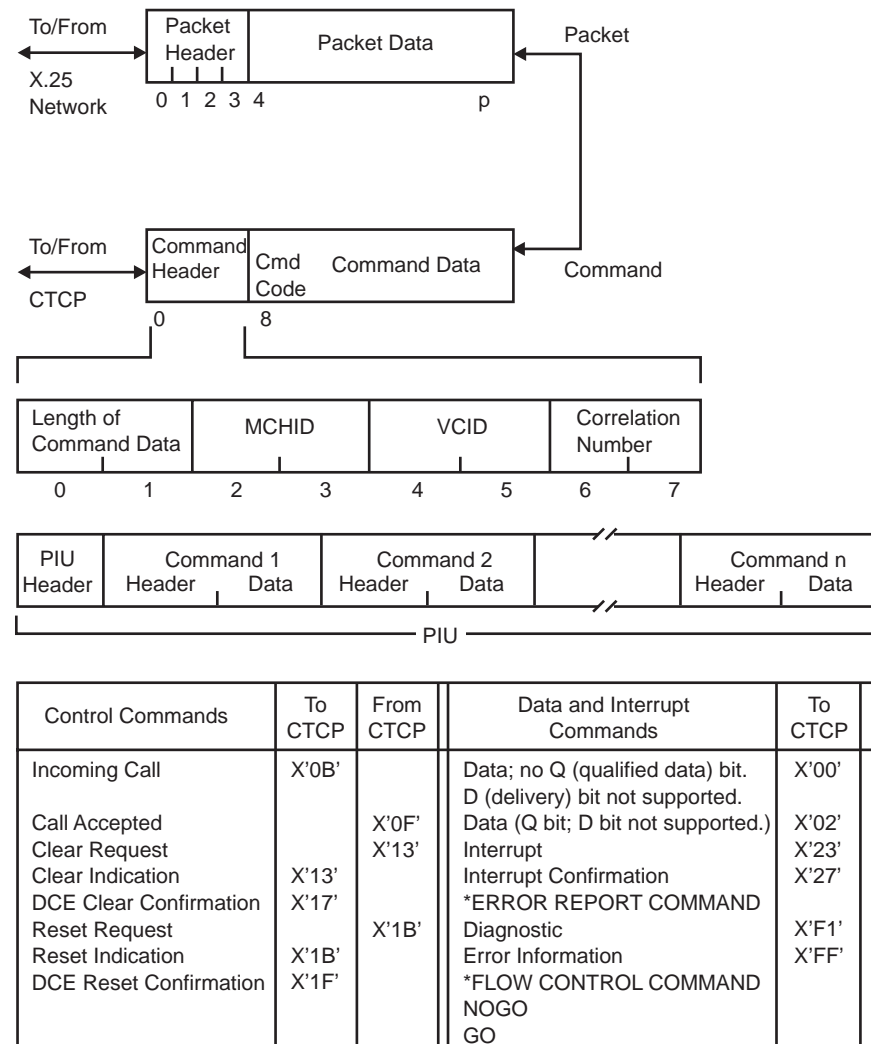 To/From
X.25
Network
Packet
Header
Packet Data
Packet
0 1 2 3 4 p
To/From
CTCP
Command
Header
Cmd
Code
Command Data
Command
0 8
Length of
Command Data
MCHID
VCID
Correlation
Number
0 1 2 3 4 5 6 7
PIU
Header
Command 1
Header Data
Command 2
Header Data
Command n
Header Data
PIU
Control Commands To CTCP From CTCP
Incoming Call X'0B'
Call Accepted X'0F'
Clear Request X'13'
Clear Indication X'13'
DCE Clear Confirmation X'17'
Reset Request X'1B'
Reset Indication X'1B'
DCE Reset Confirmation X'1F'
Data and Interrupt
Commands
To
CTCP
Data; no Q (qualified data) bit. X'00'
D (delivery) bit not supported.
Data (Q bit; D bit not supported.) X'02'
Interrupt X'23'
Interrupt Confirmation X'27'
*ERROR REPORT COMMAND
Diagnostic X'F1'
Error Information X'FF'
*FLOW CONTROL COMMAND
NOGO
GO